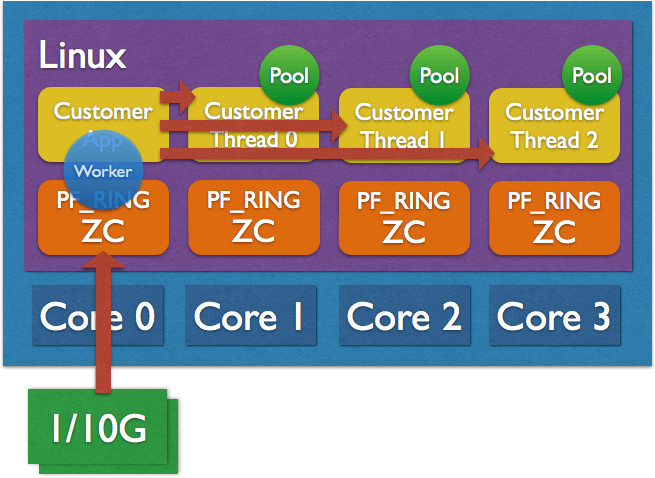 Linux
Pool
Pool
Pool
Customer
App
Customer
Thread 0
Customer
Thread 1
Customer
Thread 2
Worker
PF_RING
ZC
PF_RING
ZC
PF_RING
ZC
PF_RING
ZC
Core 0
Core 1
Core 2
Core 3
1/10G